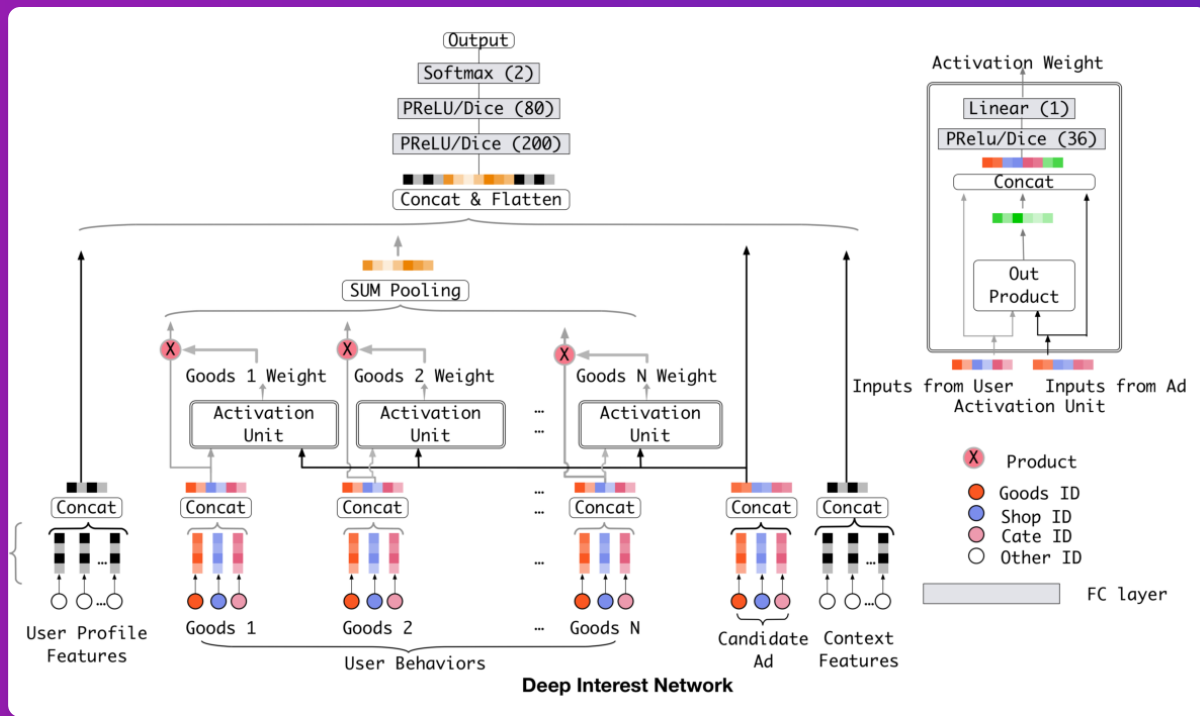 Output
Softmax (2)
PReLU/Dice (80)
PReLU/Dice (200)
Concat & Flatten
SUM Pooling
X
X
X
Goods 1 Weight
Goods 2 Weight
Goods N Weight
Activation
Unit
Activation
Unit
...
...
Activation
Unit
Concat
Concat
Concat
...
...
Concat
Concat
Concat
...
...
...
...
...
User Profile
Features
Goods 1
Goods 2
...
Goods N
User Behaviors
Candidate
Ad
Context
Features
Activation Weight
Linear (1)
PRelu/Dice (36)
Concat
Out
Product
Inputs from User
Inputs from Ad
Activation Unit
X
Product
Goods ID
Shop ID
Cate ID
Other ID
FC layer
Deep Interest Network